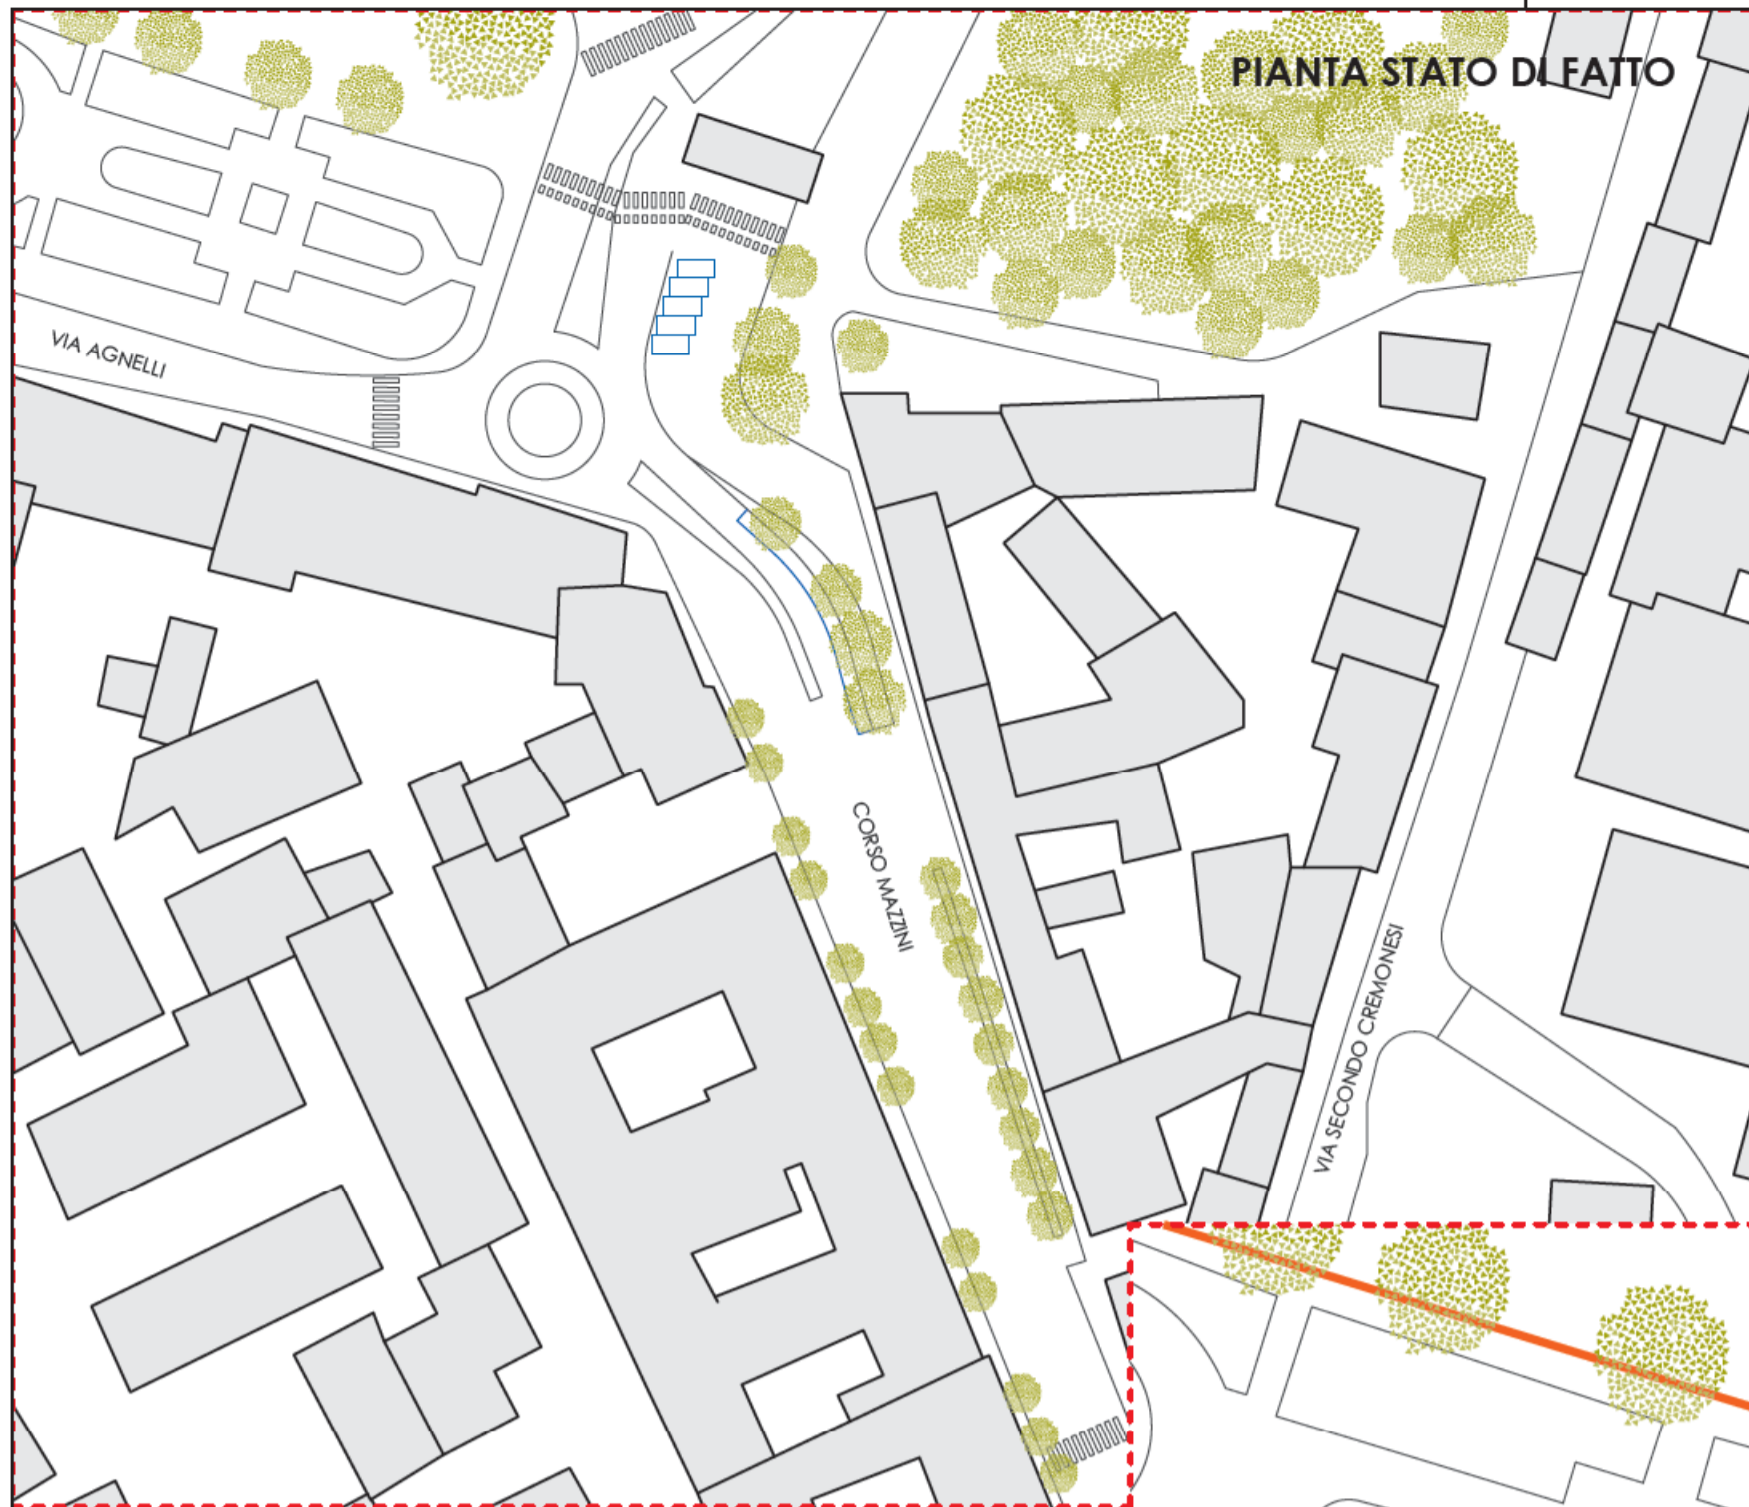 PIANTA STATO DI FATTO
VIA AGNELLI
CORSO MAZZINI
VIA SECONDO CREMONESI